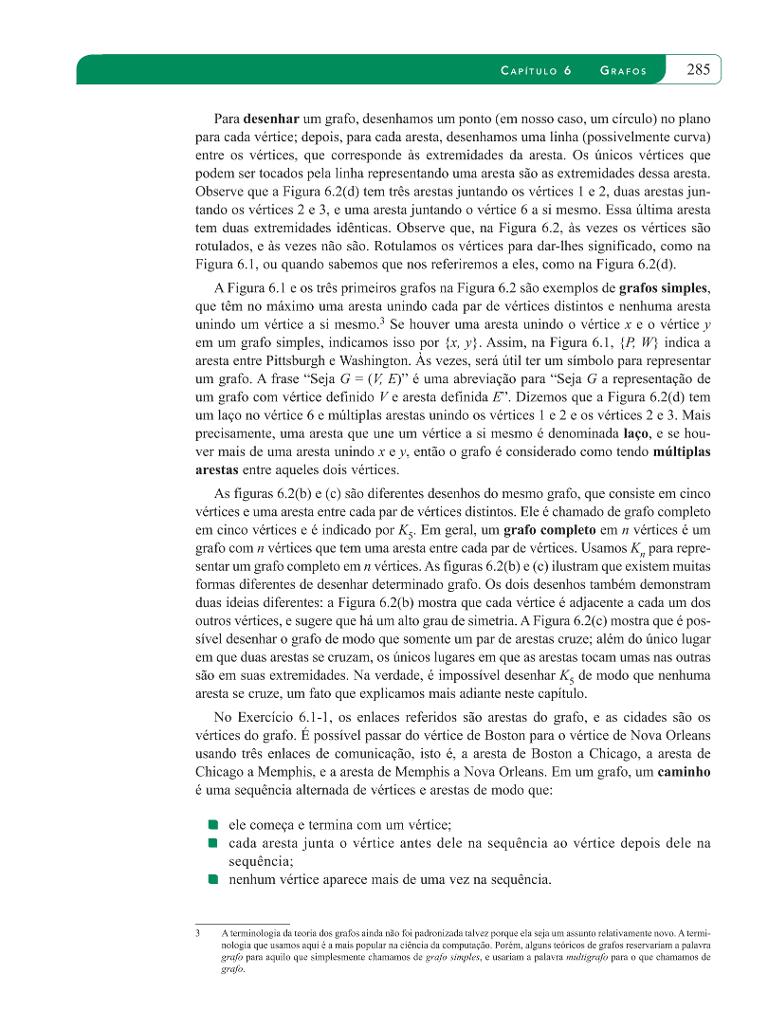 CAPÍTULO 6 GRAFOS 285
Para desenhar um grafo, desenhamos um ponto (em nosso caso, um círculo) no plano
para cada vértice; depois, para cada aresta, desenhamos uma linha (possivelmente curva)
entre os vértices, que corresponde às extremidades da aresta. Os únicos vértices que
podem ser tocados pela linha representando uma aresta são as extremidades dessa aresta.
Observe que a Figura 6.2(d) tem três arestas juntando os vértices 1 e 2, duas arestas jun-
tando os vértices 2 e 3, e uma aresta juntando o vértice 6 a si mesmo. Essa última aresta
tem duas extremidades idênticas. Observe que, na Figura 6.2, às vezes os vértices são
rotulados, e às vezes não são. Rotulamos os vértices para dar-lhes significado, como na
Figura 6.1, ou quando sabemos que nos referiremos a eles, como na Figura 6.2(d).
A Figura 6.1 e os três primeiros grafos na Figura 6.2 são exemplos de grafos simples,
que têm no máximo uma aresta unindo cada par de vértices distintos e nenhuma aresta
unindo um vértice a si mesmo.3 Se houver uma aresta unindo o vértice x e o vértice y
em um grafo simples, indicamos isso por {x, y}. Assim, na Figura 6.1, {P, W} indica a
aresta entre Pittsburgh e Washington. Às vezes, será útil ter um símbolo para representar
um grafo. A frase “Seja G = (V, E)” é uma abreviação para “Seja G a representação de
um grafo com vértice definido V e aresta definida E”. Dizemos que a Figura 6.2(d) tem
um laço no vértice 6 e múltiplas arestas unindo os vértices 1 e 2 e os vértices 2 e 3. Mais
precisamente, uma aresta que une um vértice a si mesmo é denominada laço, e se hou-
ver mais de uma aresta unindo x e y, então o grafo é considerado como tendo múltiplas
arestas entre aqueles dois vértices.
As figuras 6.2(b) e (c) são diferentes desenhos do mesmo grafo, que consiste em cinco
vértices e uma aresta entre cada par de vértices distintos. Ele é chamado de grafo completo
em cinco vértices e é indicado por K5. Em geral, um grafo completo em n vértices é um
grafo com n vértices que tem uma aresta entre cada par de vértices. Usamos Kn para repre-
sentar um grafo completo em n vértices. As figuras 6.2(b) e (c) ilustram que existem muitas
formas diferentes de desenhar determinado grafo. Os dois desenhos também demonstram
duas ideias diferentes: a Figura 6.2(b) mostra que cada vértice é adjacente a cada um dos
outros vértices, e sugere que há um alto grau de simetria. A Figura 6.2(c) mostra que é pos-
sível desenhar o grafo de modo que somente um par de arestas cruze; além do único lugar
em que duas arestas se cruzam, os únicos lugares em que as arestas tocam umas nas outras
são em suas extremidades. Na verdade, é impossível desenhar K5 de modo que nenhuma
aresta se cruze, um fato que explicamos mais adiante neste capítulo.
No Exercício 6.1-1, os enlaces referidos são arestas do grafo, e as cidades são os
vértices do grafo. É possível passar do vértice de Boston para o vértice de Nova Orleans
usando três enlaces de comunicação, isto é, a aresta de Boston a Chicago, a aresta de
Chicago a Memphis, e a aresta de Memphis a Nova Orleans. Em um grafo, um caminho
é uma sequência alternada de vértices e arestas de modo que:
ele começa e termina com um vértice;
cada aresta junta o vértice antes dele na sequência ao vértice depois dele na
sequência;
nenhum vértice aparece mais de uma vez na sequência.
3 A terminologia da teoria dos grafos ainda não foi padronizada talvez porque ela seja um assunto relativamente novo. A termi-
nologia que usamos aqui é a mais popular na ciência da computação. Porém, alguns teóricos de grafos reservariam a palavra
grafo para aquilo que simplesmente chamamos de grafo simples, e usariam a palavra multigrafo para o que chamamos de
grafo.